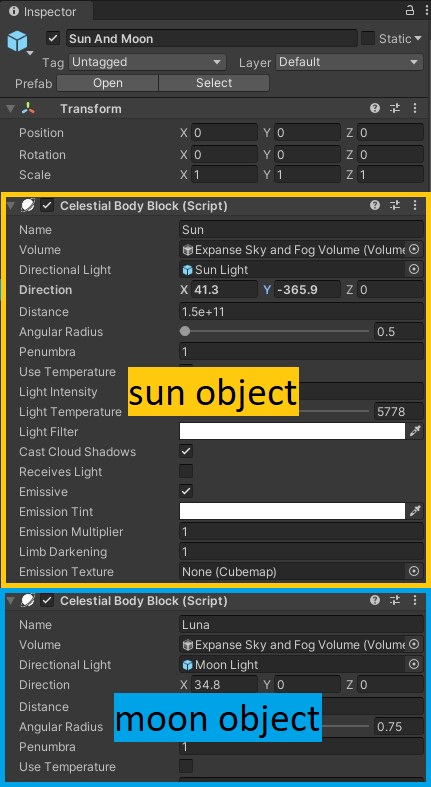 Inspector
Sun And Moon Static
Tag Untagged Layer Default
Prefab Open Select
Transform
Position X 0 Y 0 Z 0
Rotation X 0 Y 0 Z 0
Scale X 1 Y 1 Z 1
Celestial Body Block (Script)
Name Sun
Volume Expanse Sky and Fog Volume (Volume
Directional Light Sun Light
Direction X 41.3 Y -365.9 Z 0
Distance 1.5e+11
Angular Radius 0.5
Penumbra 1
Use Temperature
sun object
Light Intensity
Light Temperature 5778
Light Filter
Cast Cloud Shadows
Receives Light
Emissive
Emission Tint
Emission Multiplier 1
Limb Darkening 1
Emission Texture None (Cubemap)
Celestial Body Block (Script)
Name Luna
Volume Expanse Sky and Fog Volume (Volume
Directional Light Moon Light
Direction X 34.8 Y 0 Z 0
Distance
moon object
Angular Radius 0.75
Penumbra 1
Use Temperature